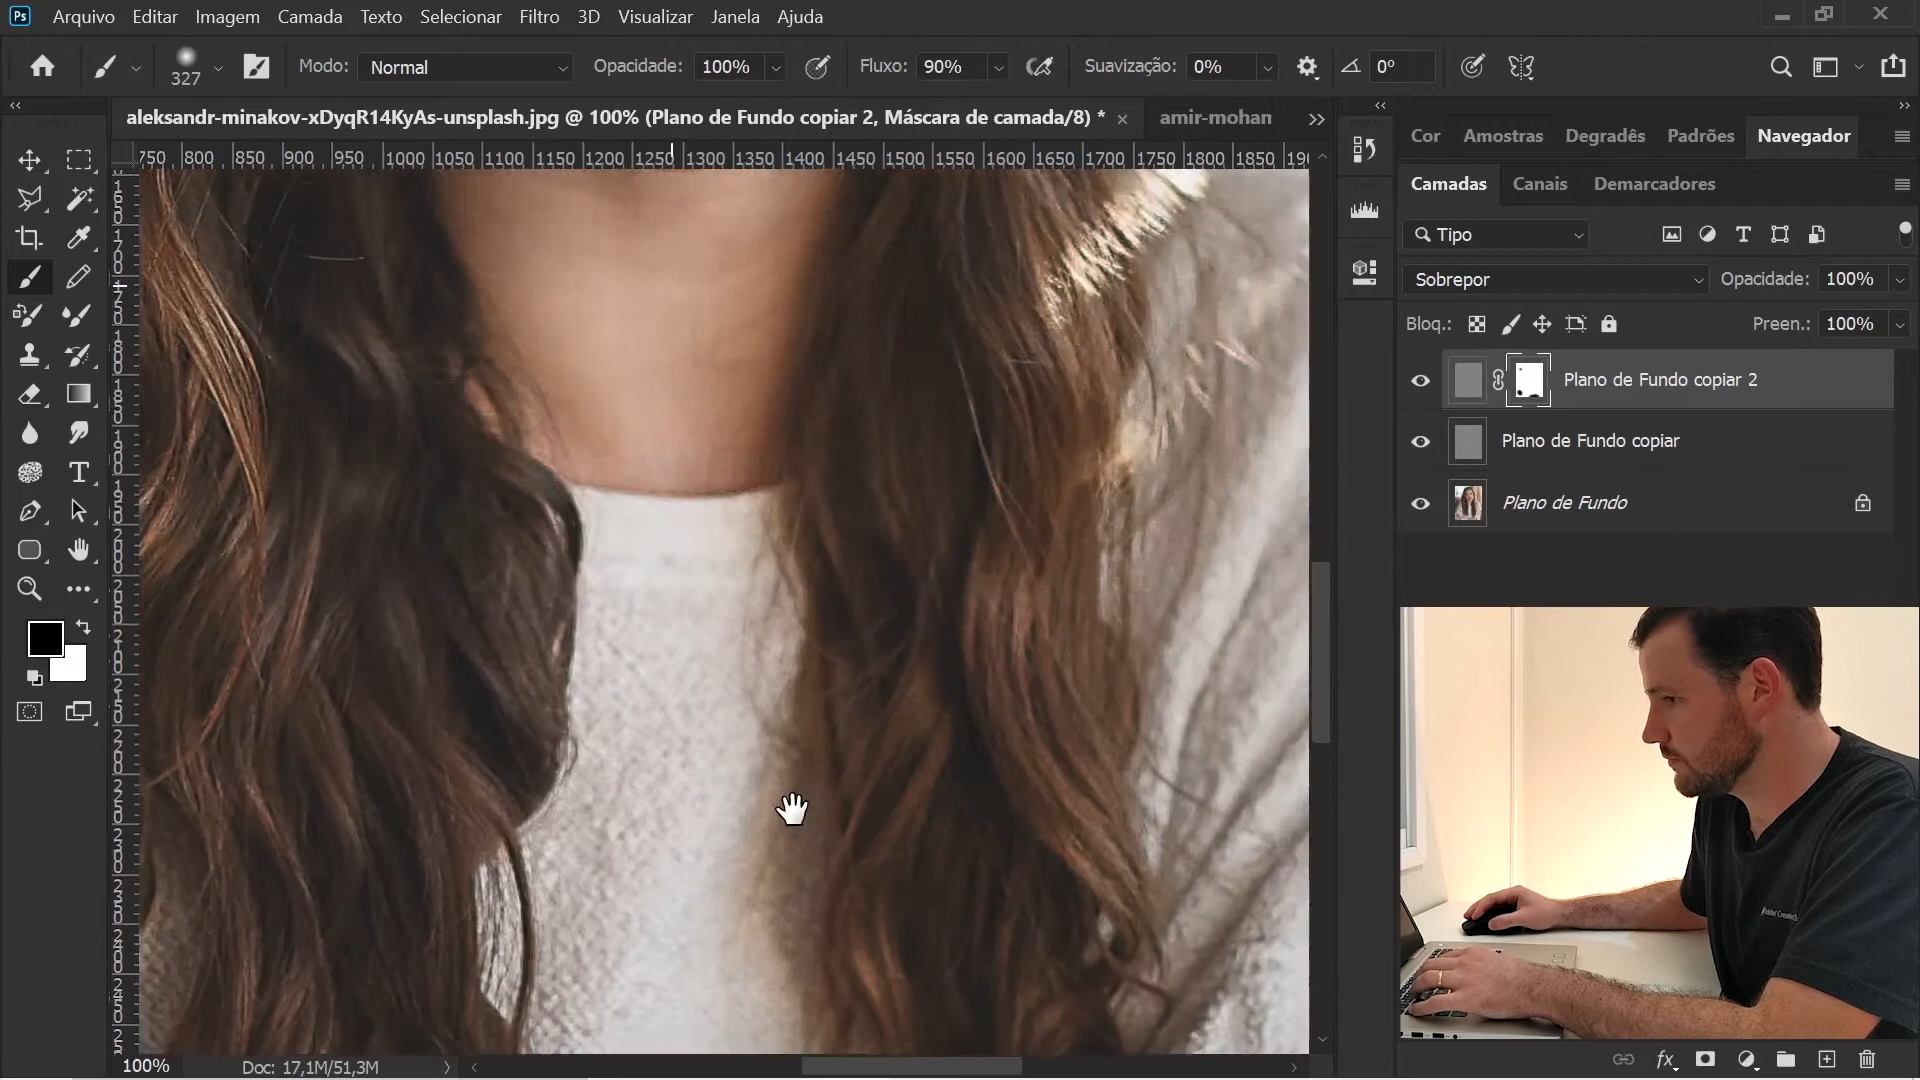 Ps Arquivo Editar Imagem Camada Texto Selecionar Filtro 3D Visualizar Janela Ajuda
327 Modo: Normal Opacidade: 100% Fluxo: 90% Suavização: 0% 0°
aleksandr-minakov-xDyqR14KyAs-unsplash.jpg @ 100% (Plano de Fundo copiar 2, Máscara de camada/8) * amir-mohan
750 800 850 900 950 1000 1050 1100 1150 1200 1250 1300 1350 1400 1450 1500 1550 1600 1650 1700 1750 1800 1850
Cor Amostras Degradês Padrões Navegador
Camadas Canais Demarcadores
Tipo
Sobrepor Opacidade: 100%
Bloq.: Preen.: 100%
Plano de Fundo copiar 2
Plano de Fundo copiar
Plano de Fundo
100% Doc: 17,1M/51,3M
fx